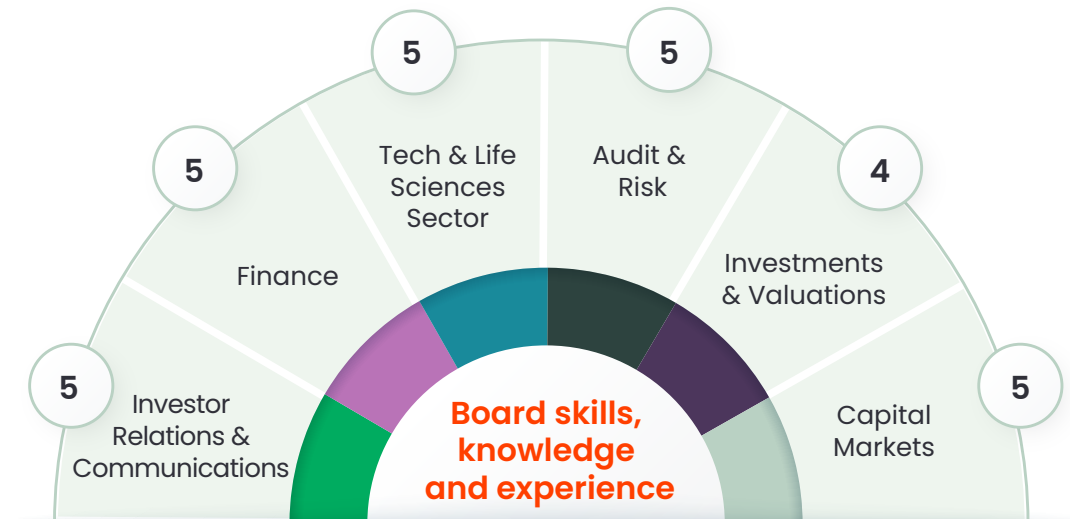 5
Investor
Relations &
Communications
5
Finance
5
Tech & Life
Sciences
Sector
5
Audit &
Risk
4
Investments
& Valuations
5
Capital
Markets
Board skills,
knowledge
and experience